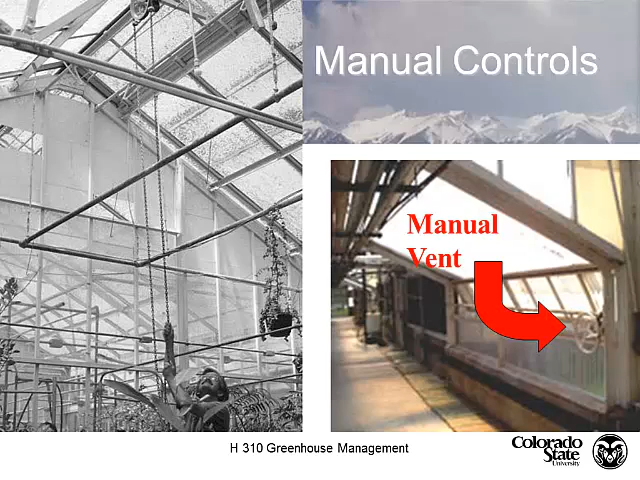 Manual Controls
Manual
Vent
H 310 Greenhouse Management
Colorado
State
University